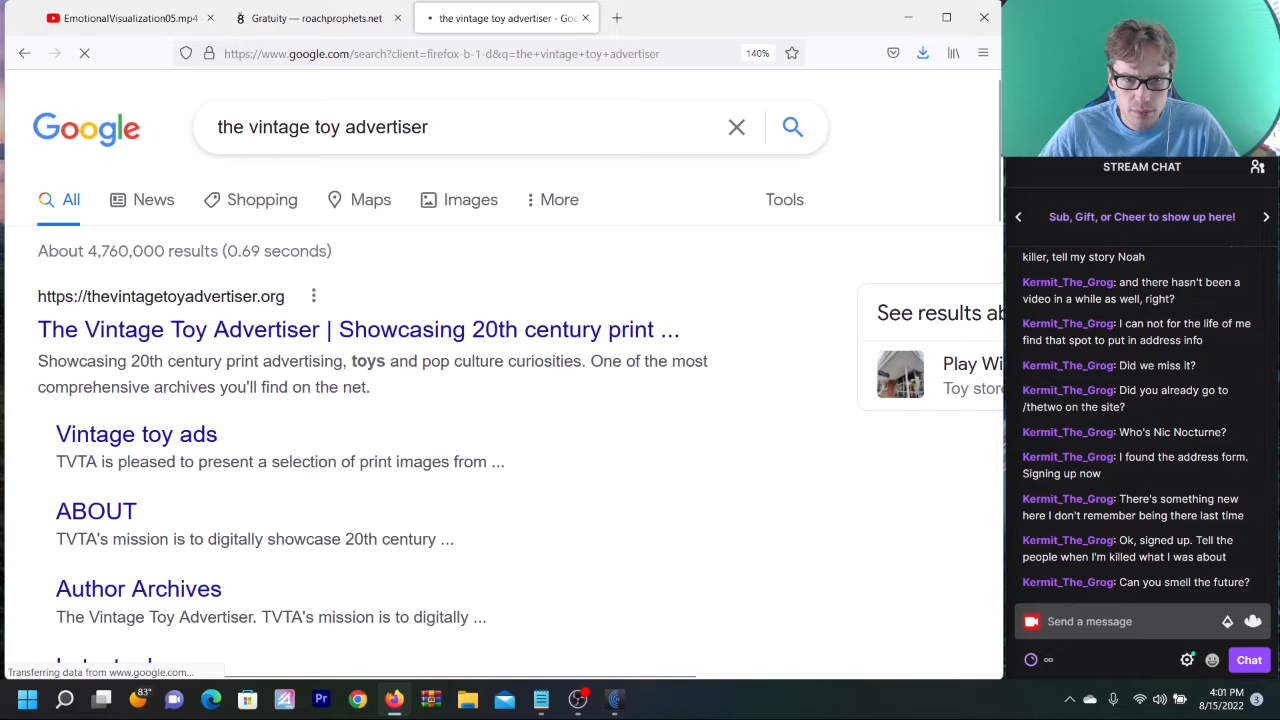 EmotionalVisualization05.mp4
Gratuity — roachprophets.net
the vintage toy advertiser - Goo
https://www.google.com/search?client=firefox-b-1-d&q=the+vintage+toy+advertiser
140%
Google
the vintage toy advertiser
All
News
Shopping
Maps
Images
More
Tools
About 4,760,000 results (0.69 seconds)
https://thevintagetoyadvertiser.org
The Vintage Toy Advertiser | Showcasing 20th century print ...
Showcasing 20th century print advertising, toys and pop culture curiosities. One of the most
comprehensive archives you'll find on the net.
Vintage toy ads
TVTA is pleased to present a selection of print images from ...
ABOUT
TVTA's mission is to digitally showcase 20th century ...
Author Archives
The Vintage Toy Advertiser. TVTA's mission is to digitally ...
See results ab
Play Wi
Toy store
Transferring data from www.google.com...
STREAM CHAT
Sub, Gift, or Cheer to show up here!
killer, tell my story Noah
Kermit_The_Grog: and there hasn't been a
video in a while as well, right?
Kermit_The_Grog: I can not for the life of me
find that spot to put in address info
Kermit_The_Grog: Did we miss it?
Kermit_The_Grog: Did you already go to
/thetwo on the site?
Kermit_The_Grog: Who's Nic Nocturne?
Kermit_The_Grog: I found the address form.
Signing up now
Kermit_The_Grog: There's something new
here I don't remember being there last time
Kermit_The_Grog: Ok, signed up. Tell the
people when I'm killed what I was about
Kermit_The_Grog: Can you smell the future?
Send a message
Chat
83°
Pr
4:01 PM
8/15/2022
3